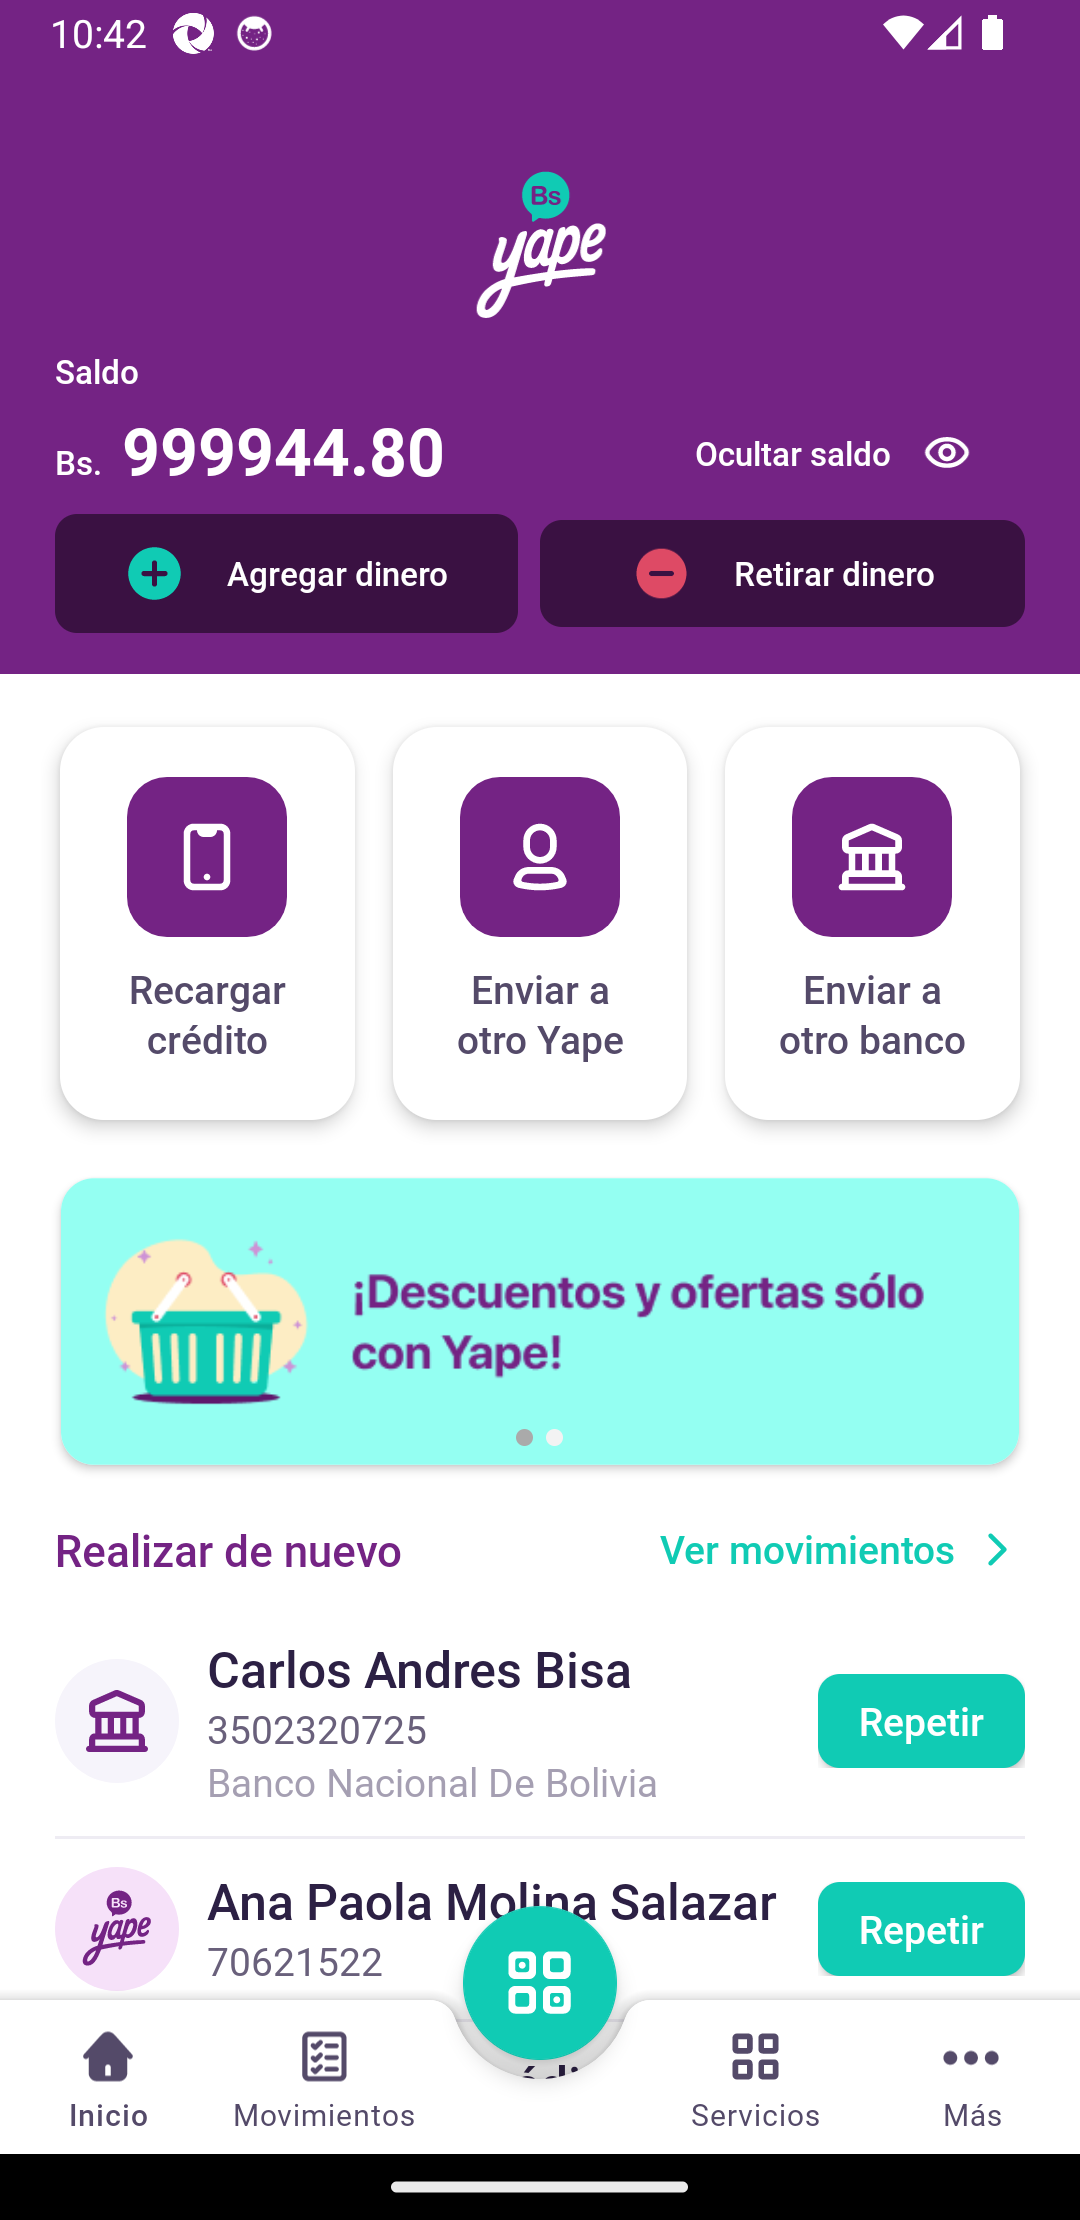 10:42
Bs
yape
Saldo
Bs. 999944.80
Ocultar saldo
Agregar dinero
Retirar dinero
Recargar
crédito
Enviar a
otro Yape
Enviar a
otro banco
¡Descuentos y ofertas sólo
con Yape!
Realizar de nuevo
Ver movimientos
Carlos Andres Bisa
3502320725
Banco Nacional De Bolivia
Repetir
Bs
yape
Ana Paola Molina Salazar
70621522
Repetir
Inicio
Movimientos
Servicios
Más